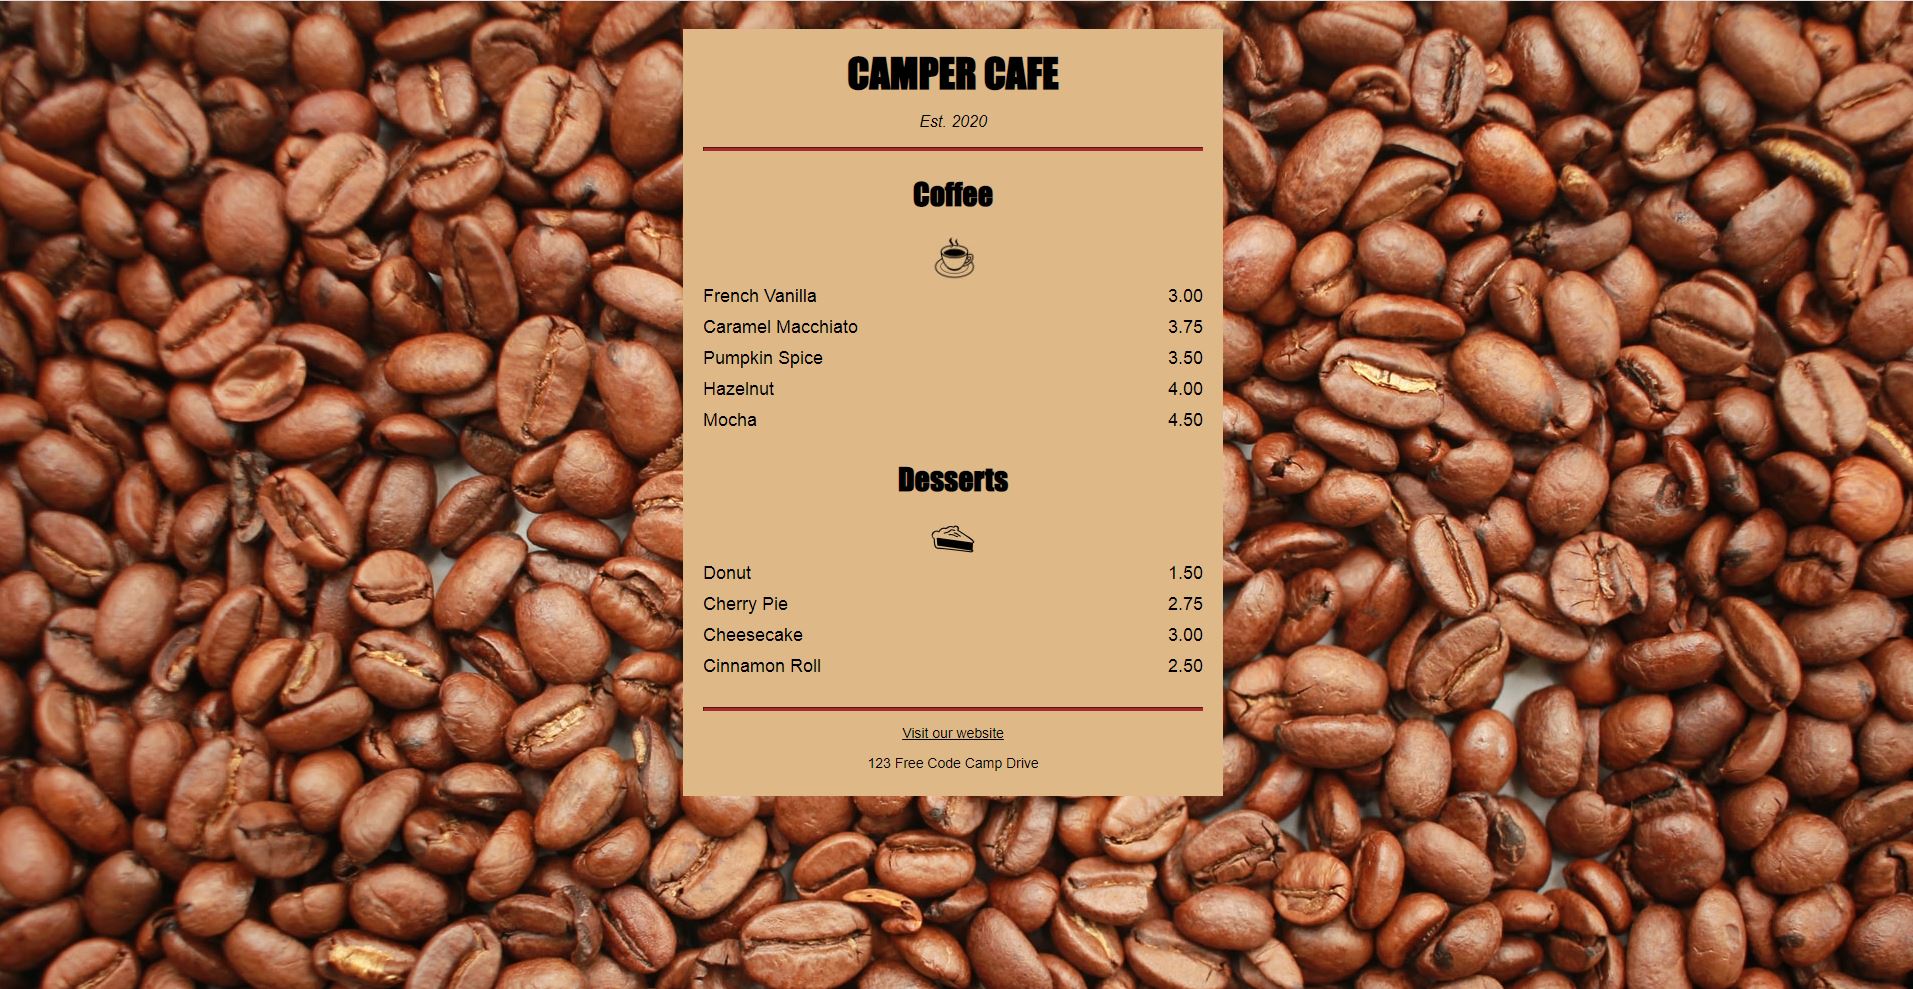 CAMPER CAFE
Est. 2020
Coffee
French Vanilla 3.00
Caramel Macchiato 3.75
Pumpkin Spice 3.50
Hazelnut 4.00
Mocha 4.50
Desserts
Donut 1.50
Cherry Pie 2.75
Cheesecake 3.00
Cinnamon Roll 2.50
Visit our website
123 Free Code Camp Drive